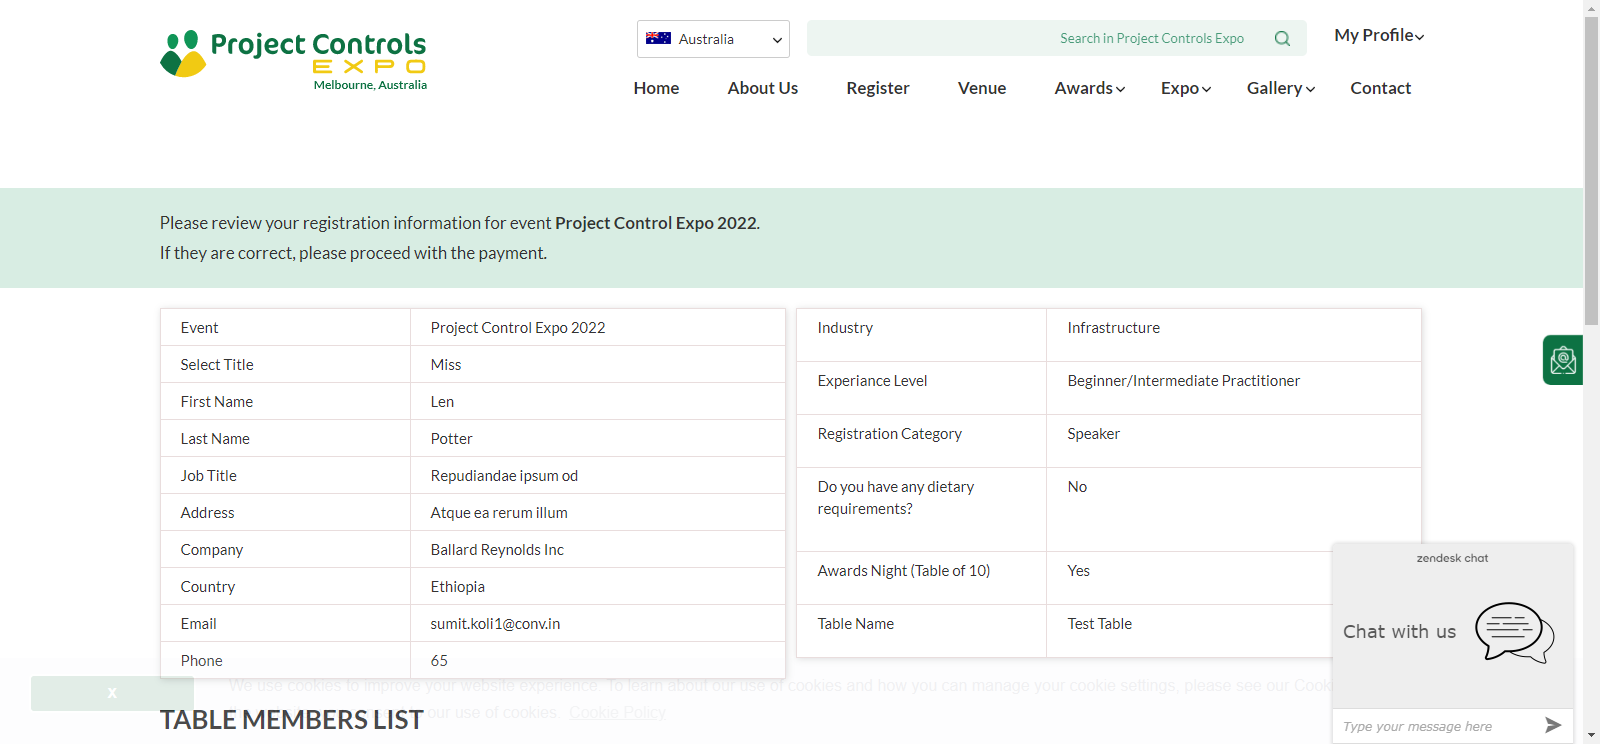 Project Controls
EXPO
Melbourne, Australia
Australia
Search in Project Controls Expo
My Profile
Home
About Us
Register
Venue
Awards
Expo
Gallery
Contact
Please review your registration information for event Project Control Expo 2022.
If they are correct, please proceed with the payment.
Event Project Control Expo 2022
Select Title Miss
First Name Len
Last Name Potter
Job Title Repudiandae ipsum od
Address Atque ea rerum illum
Company Ballard Reynolds Inc
Country Ethiopia
Email sumit.koli1@conv.in
Phone 65
Industry Infrastructure
Experiance Level Beginner/Intermediate Practitioner
Registration Category Speaker
Do you have any dietary No
requirements?
Awards Night (Table of 10) Yes
Table Name Test Table
zendesk chat
Chat with us
Type your message here
X
We use cookies to improve your website experience. To learn about our use of cookies and how you can manage your cookie settings, please see our Cook
our use of cookies. Cookie Policy
TABLE MEMBERS LIST